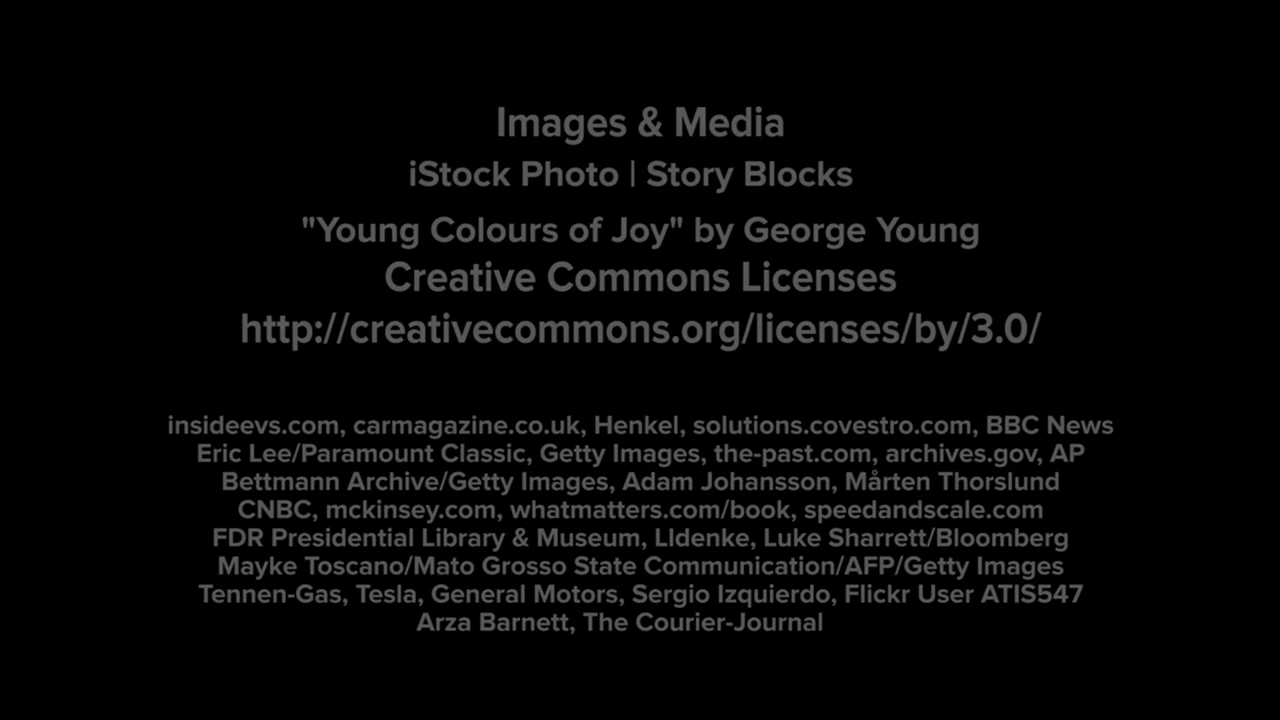 Images & Media
iStock Photo | Story Blocks
"Young Colours of Joy" by George Young
Creative Commons Licenses
http://creativecommons.org/licenses/by/3.0/
insideevs.com, carmagazine.co.uk, Henkel, solutions.covestro.com, BBC News
Eric Lee/Paramount Classic, Getty Images, the-past.com, archives.gov, AP
Bettmann Archive/Getty Images, Adam Johansson, Mårten Thorslund
CNBC, mckinsey.com, whatmatters.com/book, speedandscale.com
FDR Presidential Library & Museum, LIdenke, Luke Sharrett/Bloomberg
Mayke Toscano/Mato Grosso State Communication/AFP/Getty Images
Tennen-Gas, Tesla, General Motors, Sergio Izquierdo, Flickr User ATIS547
Arza Barnett, The Courier-Journal